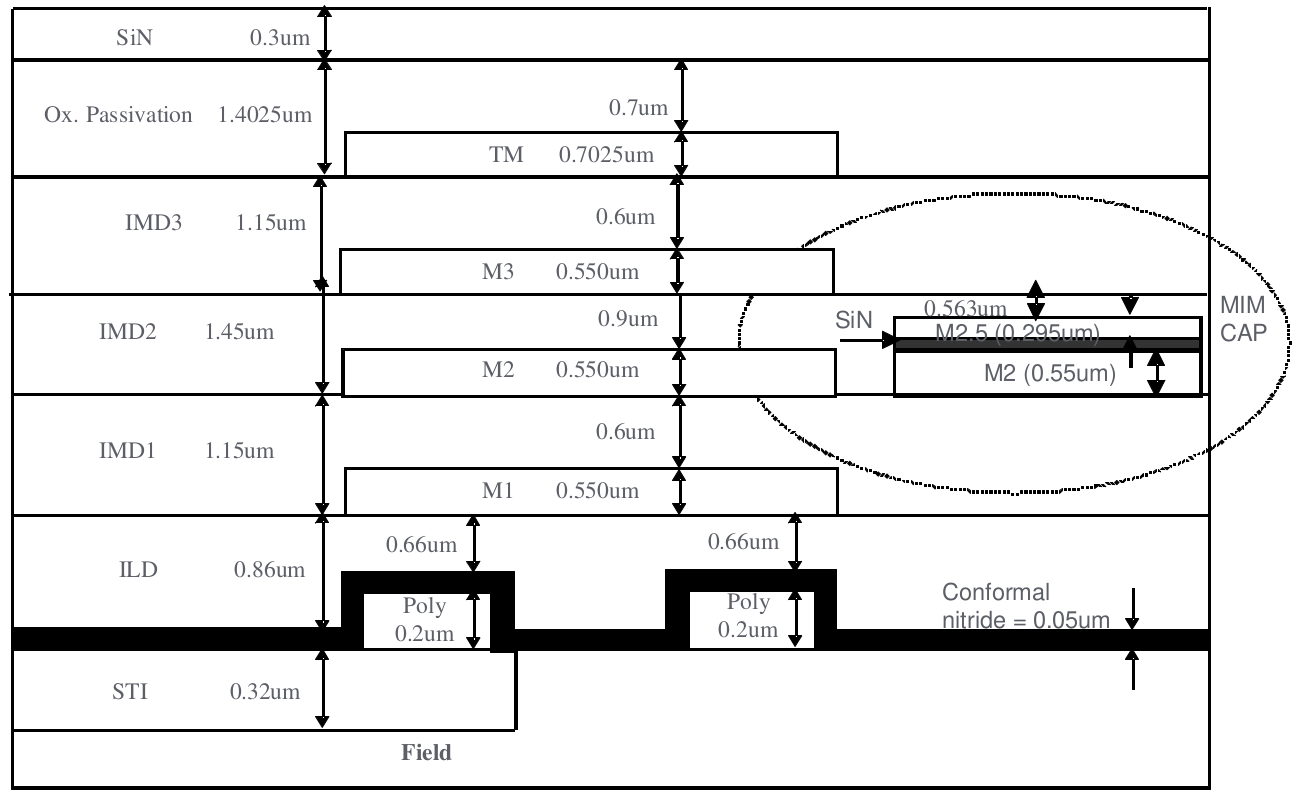 SiN 0.3um
Ox. Passivation 1.4025um
0.7um
TM 0.7025um
IMD3 1.15um
0.6um
M3 0.550um
IMD2 1.45um
0.9um
M2 0.550um
SiN
0.563um
M2.5 (0.295um)
M2 (0.55um)
MIM
CAP
IMD1 1.15um
0.6um
M1 0.550um
ILD 0.86um
0.66um
0.66um
Poly
0.2um
Poly
0.2um
Conformal
nitride = 0.05um
STI 0.32um
Field